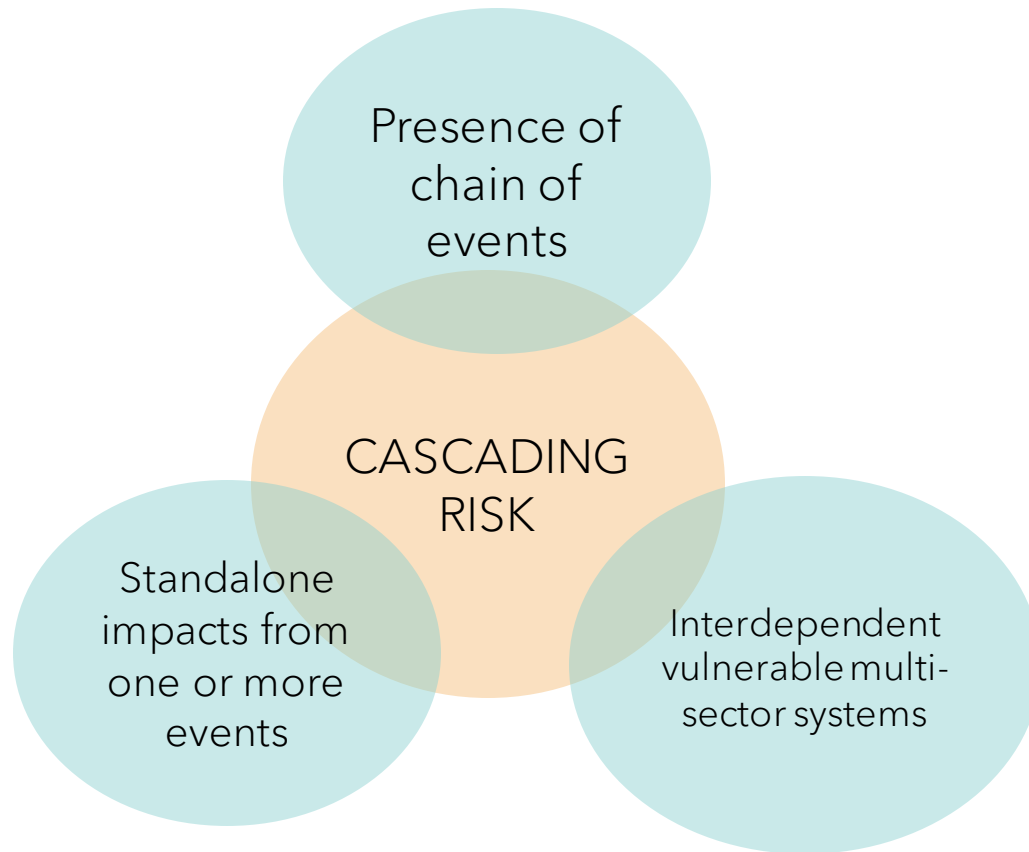 Presence of
chain of
events
CASCADING
RISK
Standalone
impacts from
one or more
events
Interdependent
vulnerable multi-
sector systems